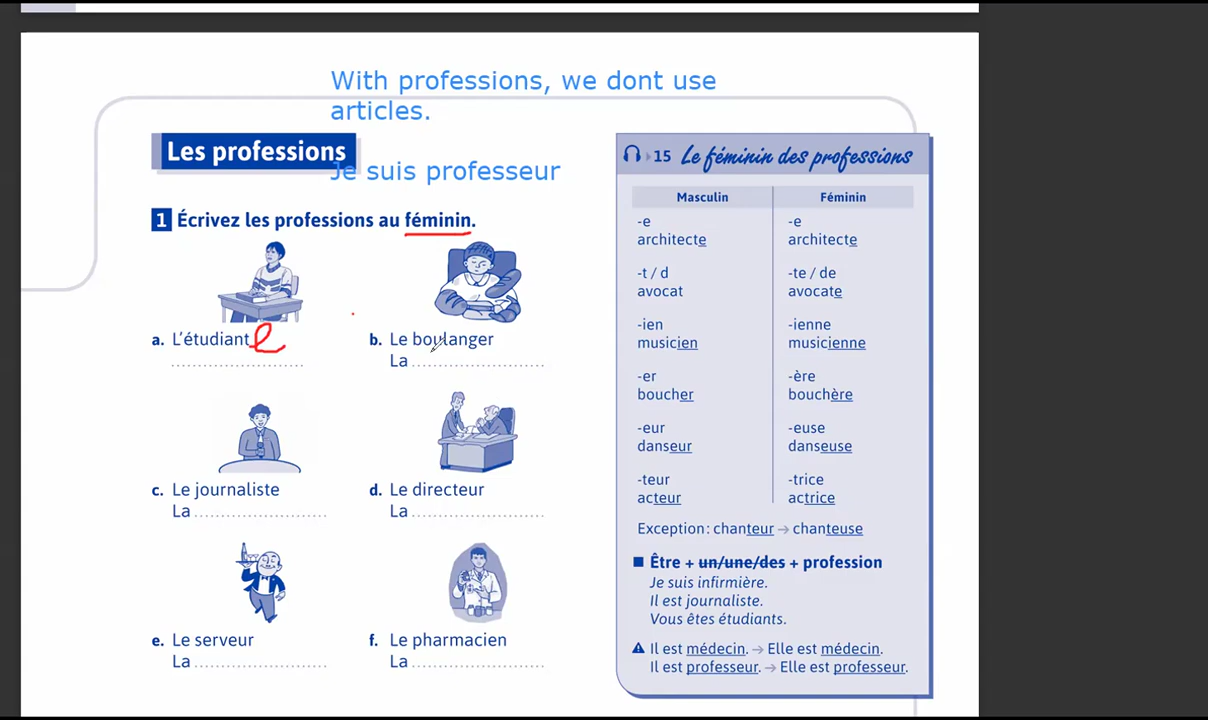 With professions, we dont use
articles.
Les professions
Je suis professeur
1 Écrivez les professions au féminin.
a. L'étudiant e
b. Le boulanger
La
c. Le journaliste
La
d. Le directeur
La
e. Le serveur
La
f. Le pharmacien
La
15 Le féminin des professions
Masculin Féminin
-e -e
architecte architecte
-t / d -te / de
avocat avocate
-ien -ienne
musicien musicienne
-er -ère
boucher bouchère
-eur -euse
danseur danseuse
-teur -trice
acteur actrice
Exception : chanteur → chanteuse
Être + un/une/des + profession
Je suis infirmière.
Il est journaliste.
Vous êtes étudiants.
Il est médecin. → Elle est médecin.
Il est professeur. → Elle est professeur.